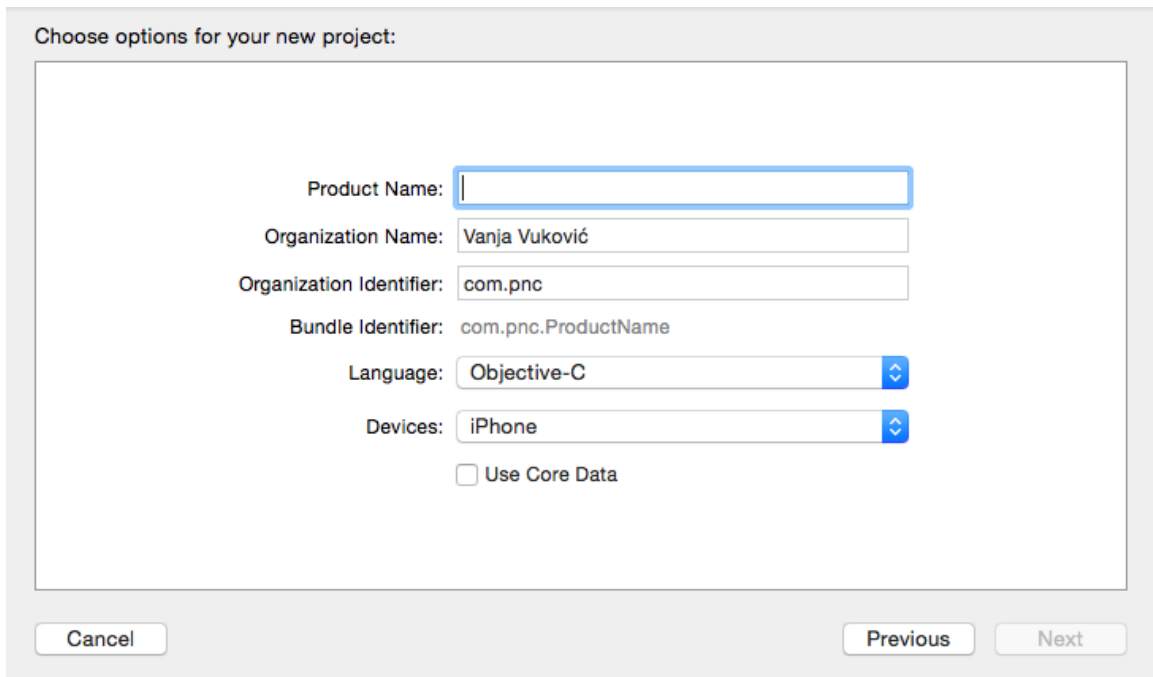 Choose options for your new project:
Product Name:
Organization Name: Vanja Vuković
Organization Identifier: com.pnc
Bundle Identifier: com.pnc.ProductName
Language: Objective-C
Devices: iPhone
Use Core Data
Cancel Previous Next